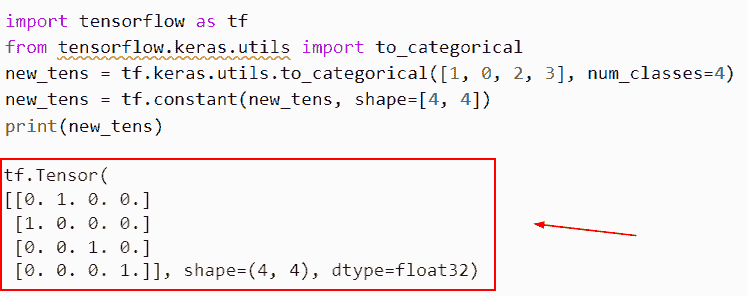 import tensorflow as tf
from tensorflow.keras.utils import to_categorical
new_tens = tf.keras.utils.to_categorical([1, 0, 2, 3], num_classes=4)
new_tens = tf.constant(new_tens, shape=[4, 4])
print(new_tens)
tf.Tensor(
[[0. 1. 0. 0.]
 [1. 0. 0. 0.]
 [0. 0. 1. 0.]
 [0. 0. 0. 1.]], shape=(4, 4), dtype=float32)